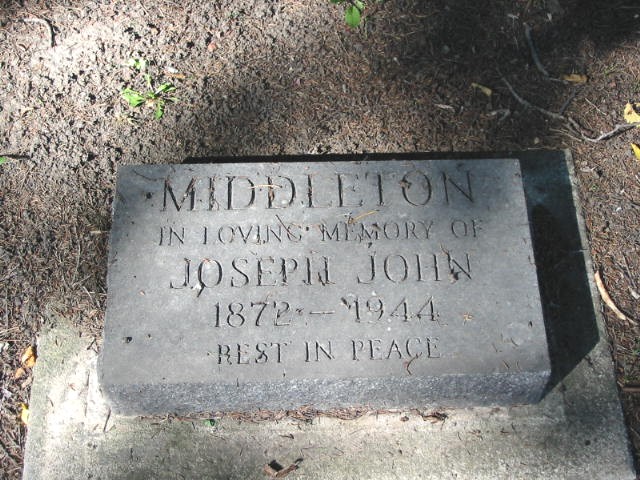 MIDDLETON
IN LOVING MEMORY OF
JOSEPH JOHN
1872 – 1944
REST IN PEACE